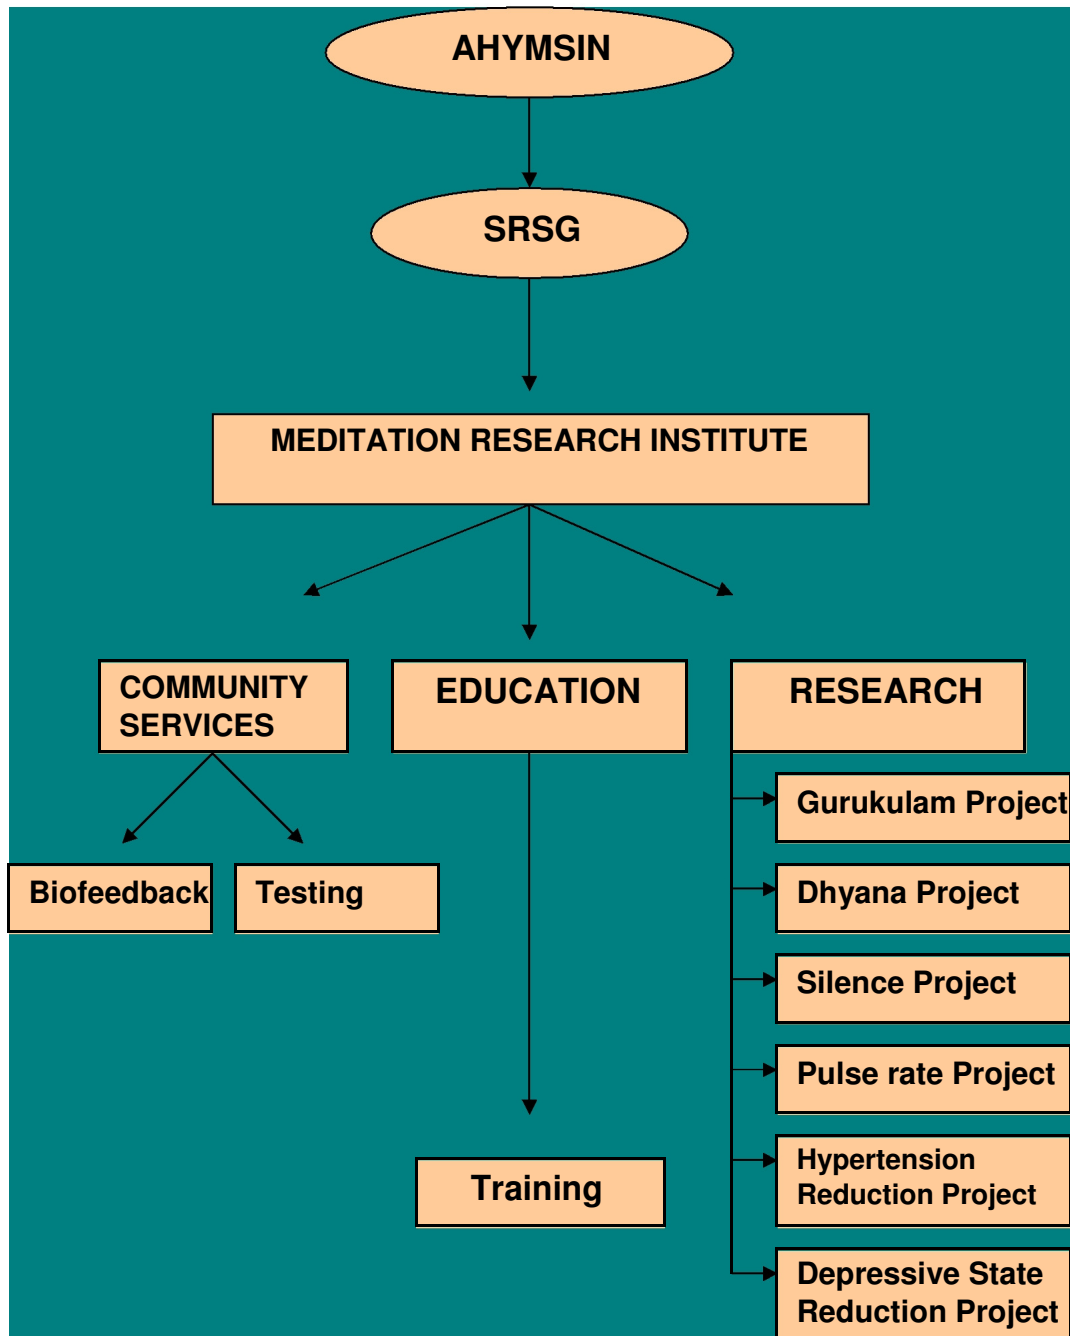 AHYMSIN
SRSG
MEDITATION RESEARCH INSTITUTE
COMMUNITY
SERVICES
EDUCATION
RESEARCH
Gurukulam Project
Biofeedback
Testing
Dhyana Project
Silence Project
Pulse rate Project
Training
Hypertension
Reduction Project
Depressive State
Reduction Project